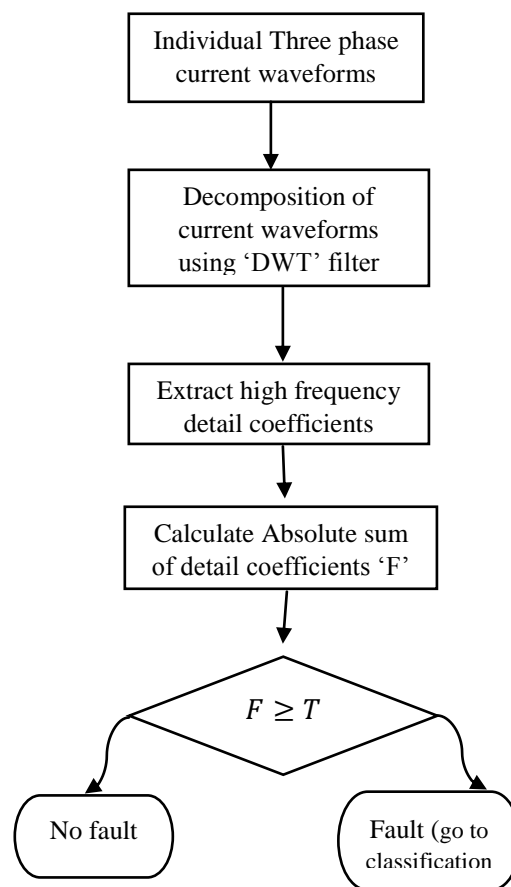 Individual Three phase
current waveforms
Decomposition of
current waveforms
using ‘DWT’ filter
Extract high frequency
detail coefficients
Calculate Absolute sum
of detail coefficients ‘F’
F ≥ T
No fault
Fault (go to
classification